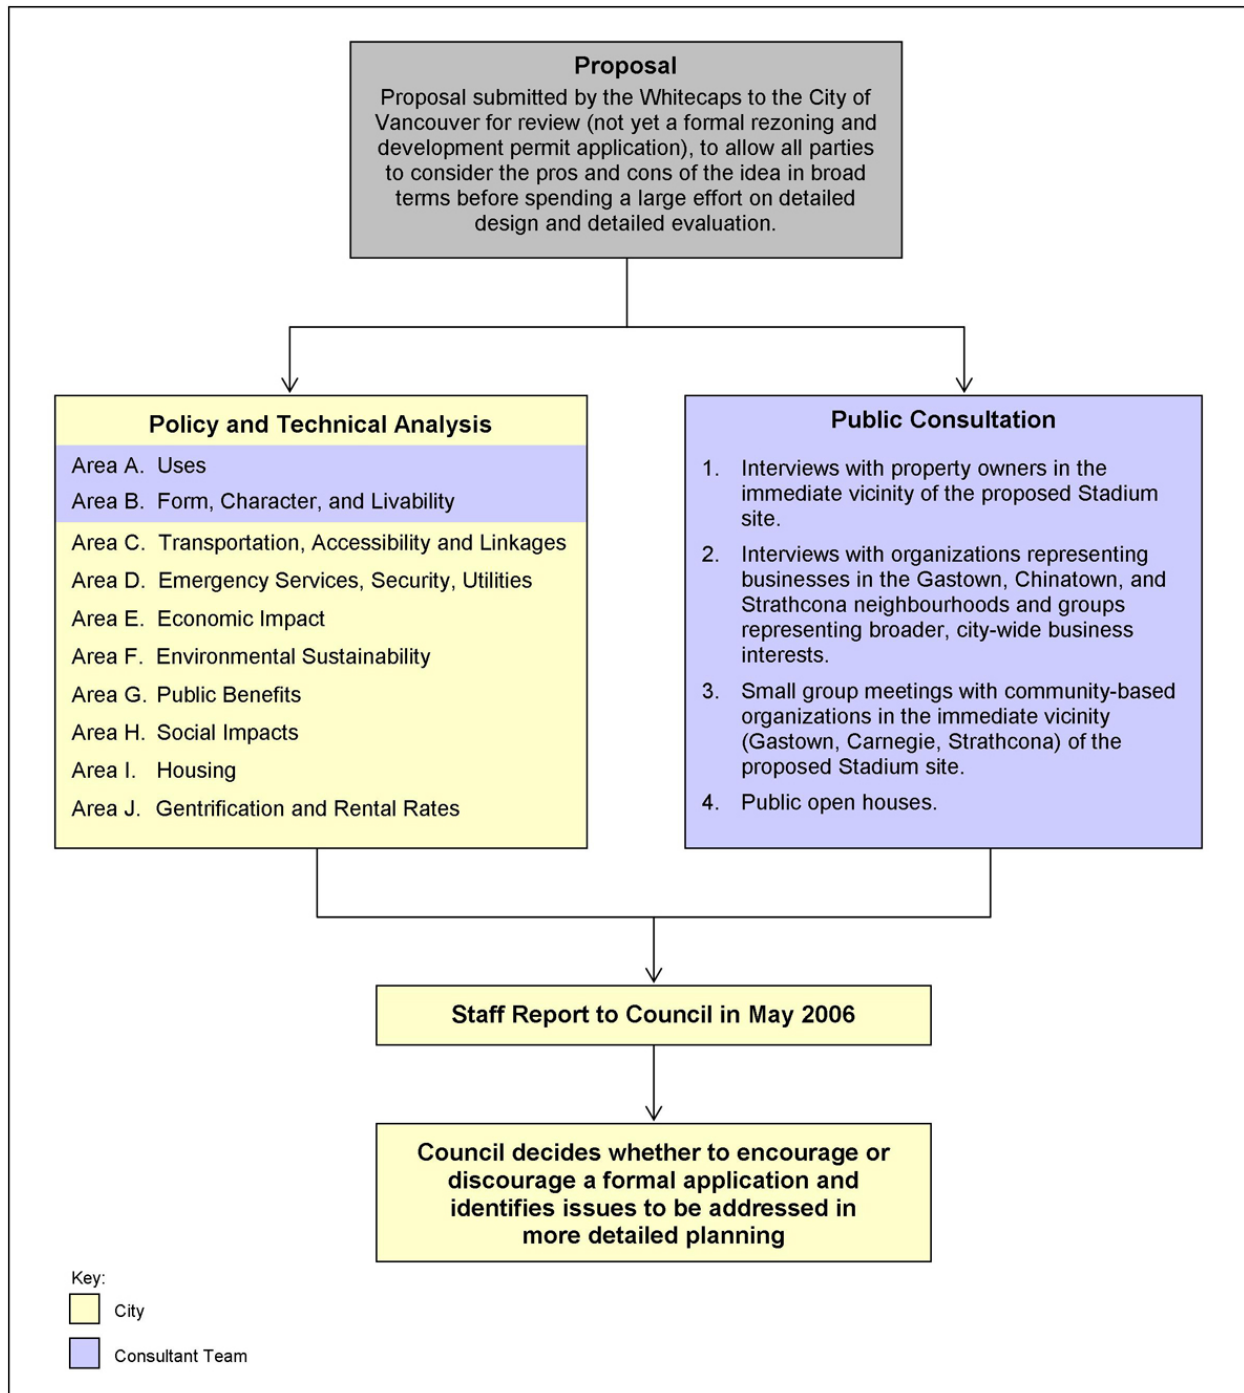 Proposal
Proposal submitted by the Whitecaps to the City of
Vancouver for review (not yet a formal rezoning and
development permit application), to allow all parties
to consider the pros and cons of the idea in broad
terms before spending a large effort on detailed
design and detailed evaluation.
Policy and Technical Analysis
Area A. Uses
Area B. Form, Character, and Livability
Area C. Transportation, Accessibility and Linkages
Area D. Emergency Services, Security, Utilities
Area E. Economic Impact
Area F. Environmental Sustainability
Area G. Public Benefits
Area H. Social Impacts
Area I. Housing
Area J. Gentrification and Rental Rates
Public Consultation
1. Interviews with property owners in the
immediate vicinity of the proposed Stadium
site.
2. Interviews with organizations representing
businesses in the Gastown, Chinatown, and
Strathcona neighbourhoods and groups
representing broader, city-wide business
interests.
3. Small group meetings with community-based
organizations in the immediate vicinity
(Gastown, Carnegie, Strathcona) of the
proposed Stadium site.
4. Public open houses.
Staff Report to Council in May 2006
Council decides whether to encourage or
discourage a formal application and
identifies issues to be addressed in
more detailed planning
Key:
City
Consultant Team